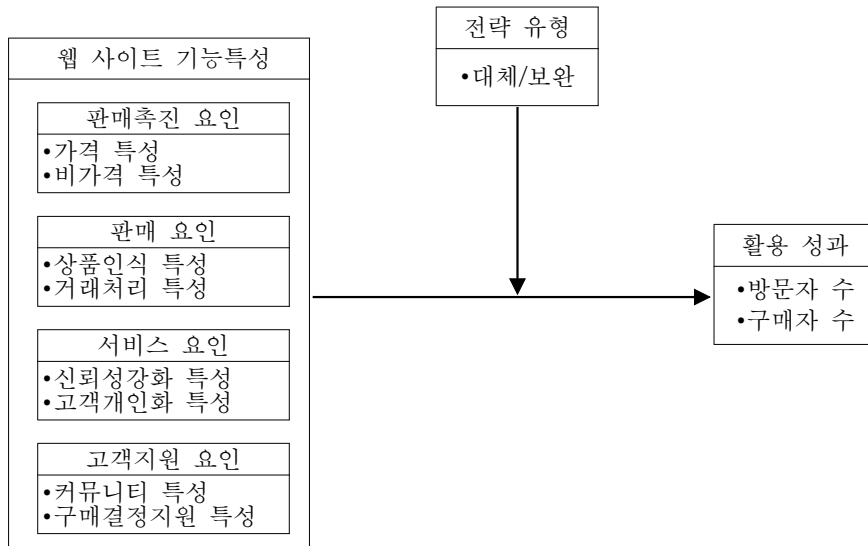 웹 사이트 기능특성
판매촉진 요인
•가격 특성
•비가격 특성
판매 요인
•상품인식 특성
•거래처리 특성
서비스 요인
•신뢰성강화 특성
•고객개인화 특성
고객지원 요인
•커뮤니티 특성
•구매결정지원 특성
전략 유형
•대체/보완
활용 성과
•방문자 수
•구매자 수